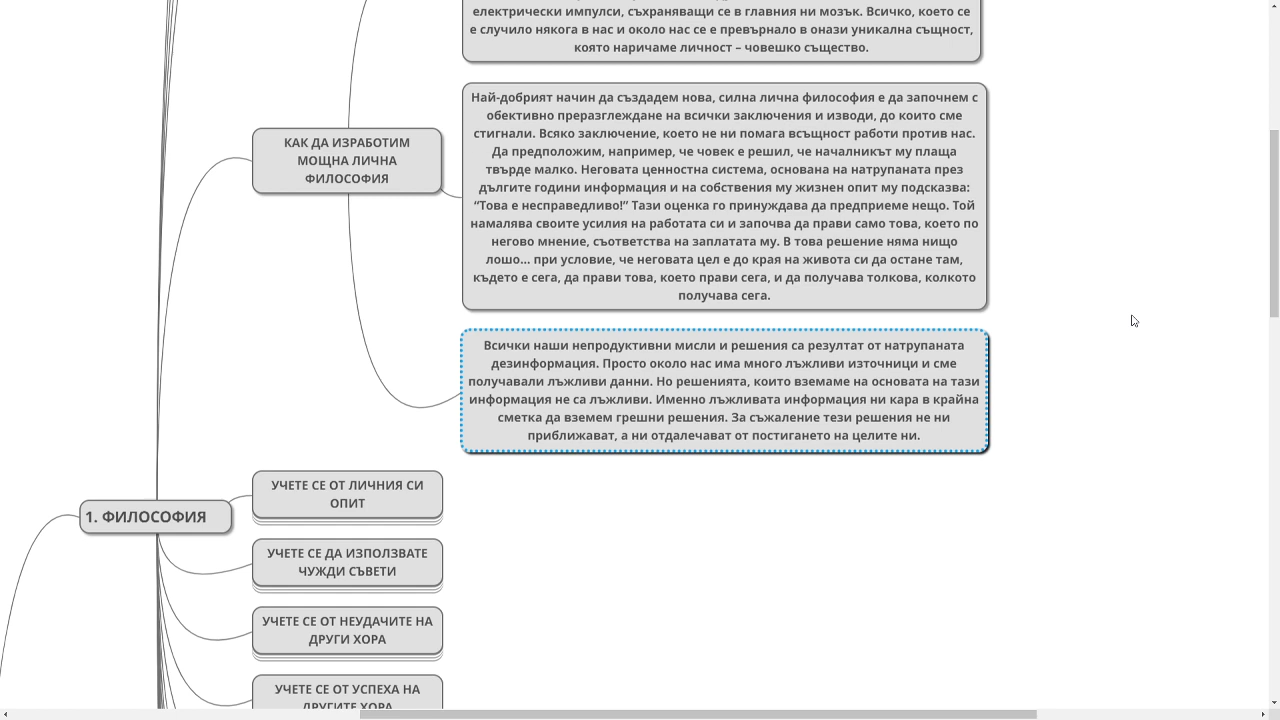 електрически импулси, съхраняващи се в главния ни мозък. Всичко, което се
е случило някога в нас и около нас се е превърнало в онази уникална същност,
която наричаме личност – човешко същество.
КАК ДА ИЗРАБОТИМ
МОЩНА ЛИЧНА
ФИЛОСОФИЯ
Най-добрият начин да създадем нова, силна лична философия е да започнем с
обективно преразглеждане на всички заключения и изводи, до които сме
стигнали. Всяко заключение, което не ни помага всъщност работи против нас.
Да предположим, например, че човек е решил, че началникът му плаща
твърде малко. Неговата ценностна система, основана на натрупаната през
дългите години информация и на собствения му жизнен опит му подсказва:
“Това е несправедливо!” Тази оценка го принуждава да предприеме нещо. Той
намалява своите усилия на работата си и започва да прави само това, което по
негово мнение, съответства на заплатата му. В това решение няма нищо
лошо... при условие, че неговата цел е до края на живота си да остане там,
където е сега, да прави това, което прави сега, и да получава толкова, колкото
получава сега.
Всички наши непродуктивни мисли и решения са резултат от натрупаната
дезинформация. Просто около нас има много лъжливи източници и сме
получавали лъжливи данни. Но решенията, които вземаме на основата на тази
информация не са лъжливи. Именно лъжливата информация ни кара в крайна
сметка да вземем грешни решения. За съжаление тези решения не ни
приближават, а ни отдалечават от постигането на целите ни.
1. ФИЛОСОФИЯ
УЧЕТЕ СЕ ОТ ЛИЧНИЯ СИ
ОПИТ
УЧЕТЕ СЕ ДА ИЗПОЛЗВАТЕ
ЧУЖДИ СЪВЕТИ
УЧЕТЕ СЕ ОТ НЕУДАЧИТЕ НА
ДРУГИ ХОРА
УЧЕТЕ СЕ ОТ УСПЕХА НА
ДРУГИТЕ ХОРА